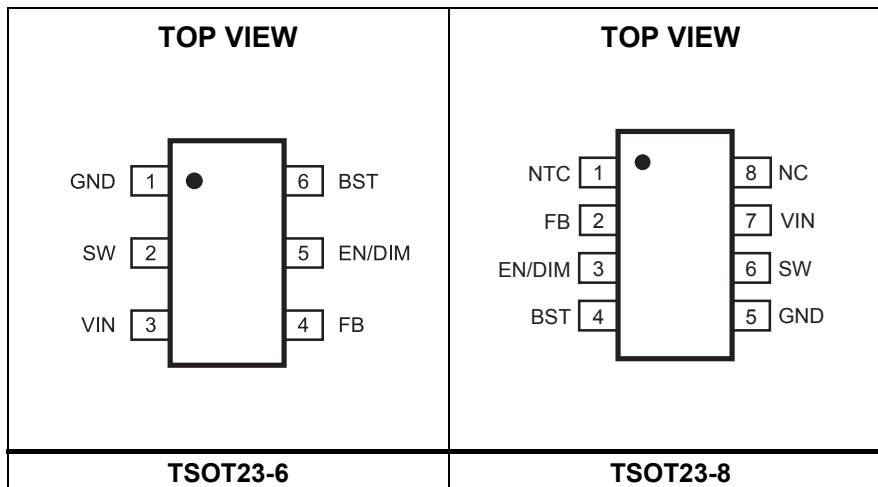 TOP VIEW
GND 1 6 BST
SW 2 5 EN/DIM
VIN 3 4 FB
TSOT23-6
TOP VIEW
NTC 1 8 NC
FB 2 7 VIN
EN/DIM 3 6 SW
BST 4 5 GND
TSOT23-8